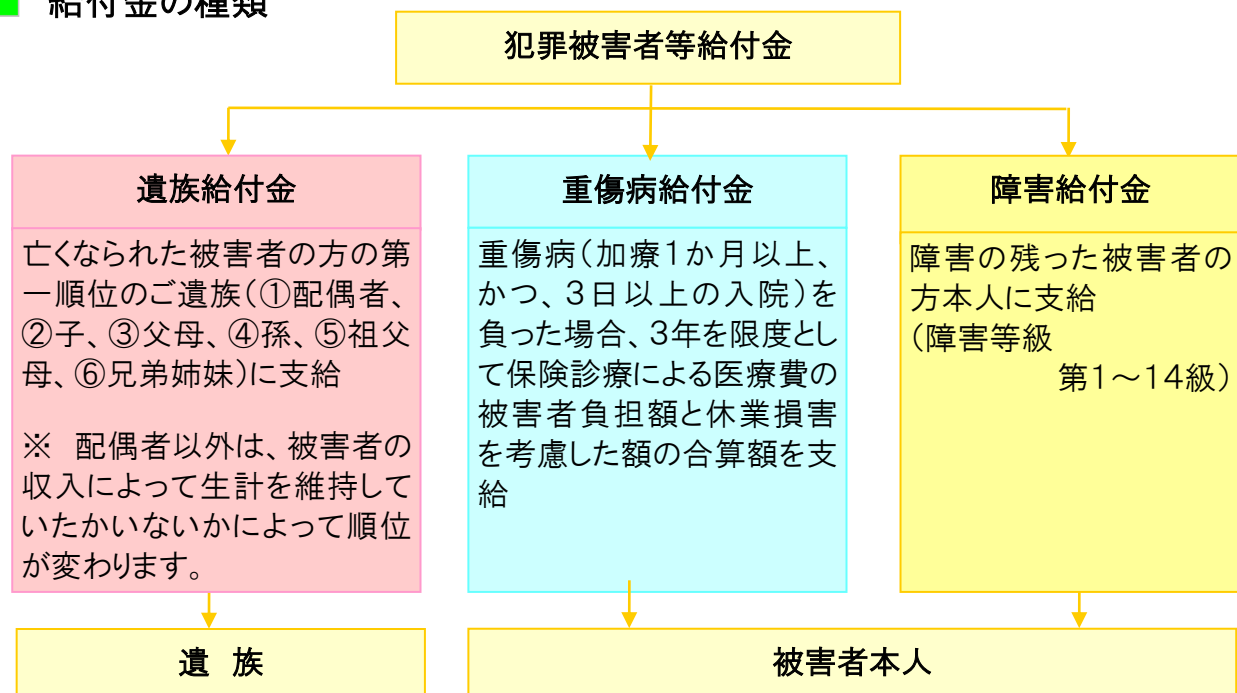 給付金の種類
犯罪被害者等給付金
遺族給付金
亡くなられた被害者の方の第
一順位のご遺族（①配偶者、
②子、③父母、④孫、⑤祖父
母、⑥兄弟姉妹）に支給
※　配偶者以外は、被害者の
収入によって生計を維持して
いたかいないかによって順位
が変わります。
重傷病給付金
重傷病（加療１か月以上、
かつ、３日以上の入院）を
負った場合、３年を限度とし
て保険診療による医療費の
被害者負担額と休業損害
を考慮した額の合算額を支
給
障害給付金
障害の残った被害者の
方本人に支給
（障害等級
第１～１４級）
遺　族
被害者本人